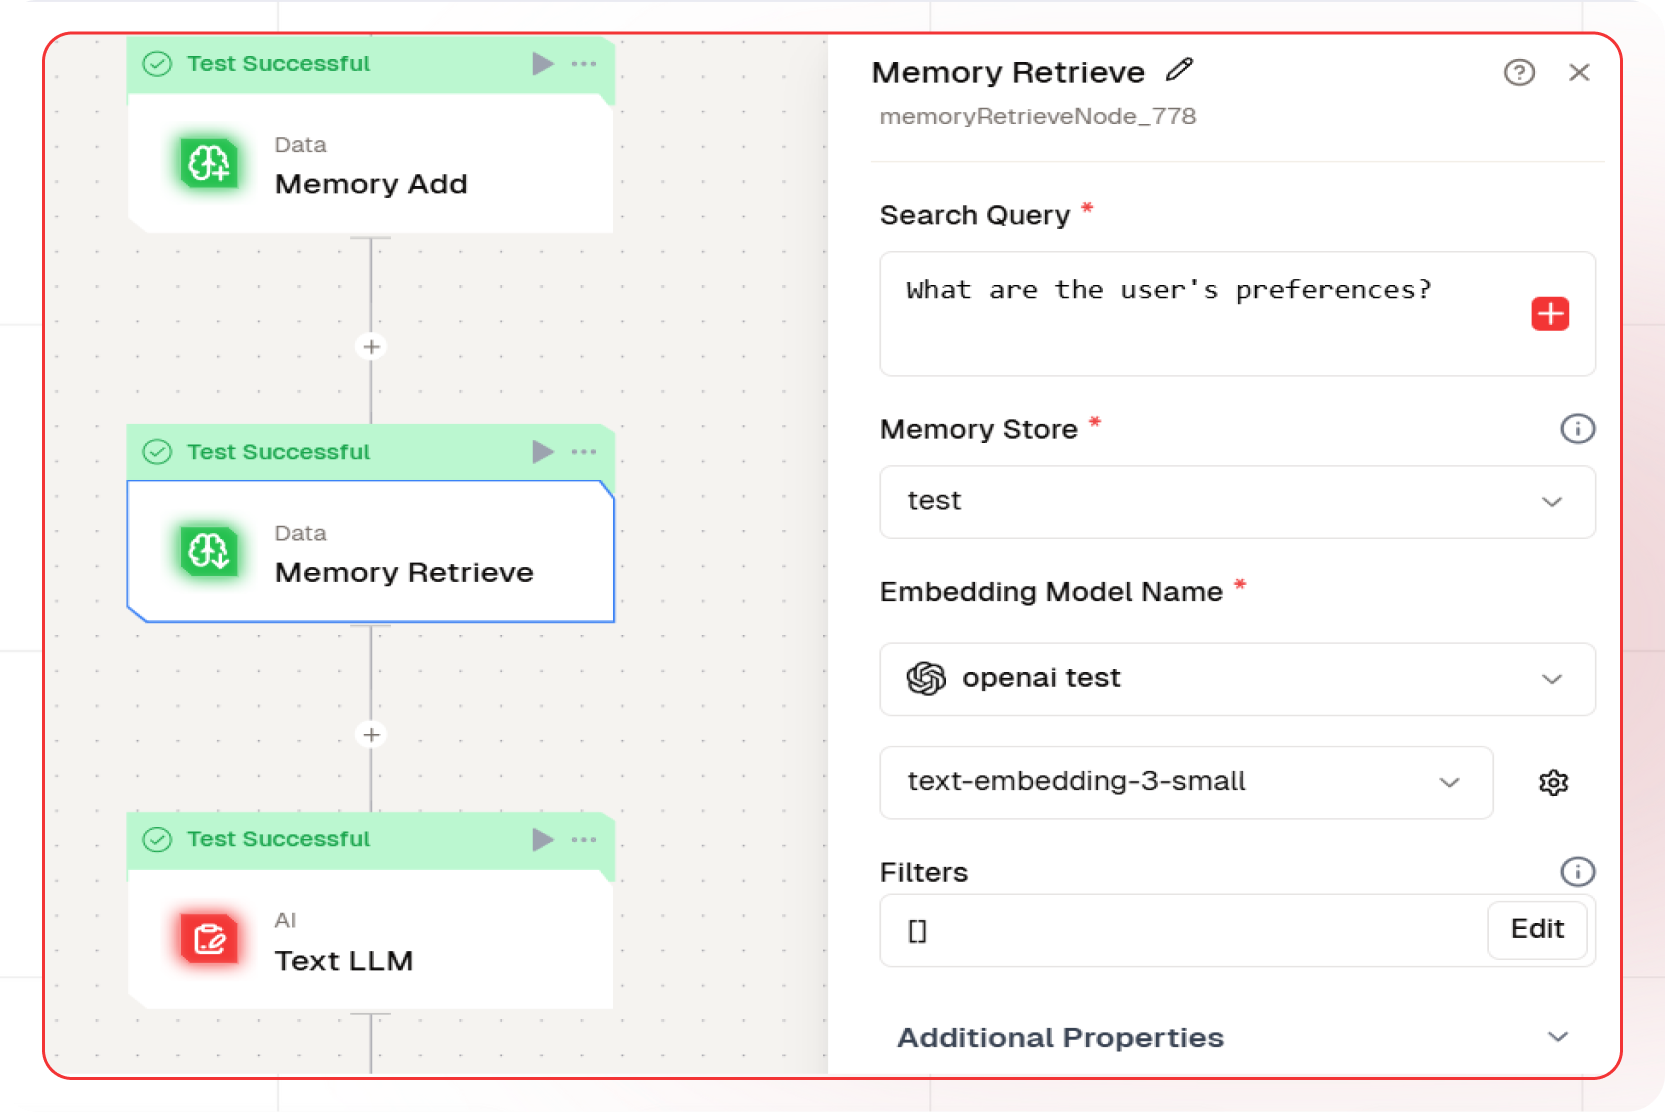 Test Successful
Data
Memory Add
Test Successful
Data
Memory Retrieve
Test Successful
AI
Text LLM
Memory Retrieve
memoryRetrieveNode_778
Search Query *
What are the user's preferences?
Memory Store *
test
Embedding Model Name *
openai test
text-embedding-3-small
Filters
[]
Edit
Additional Properties